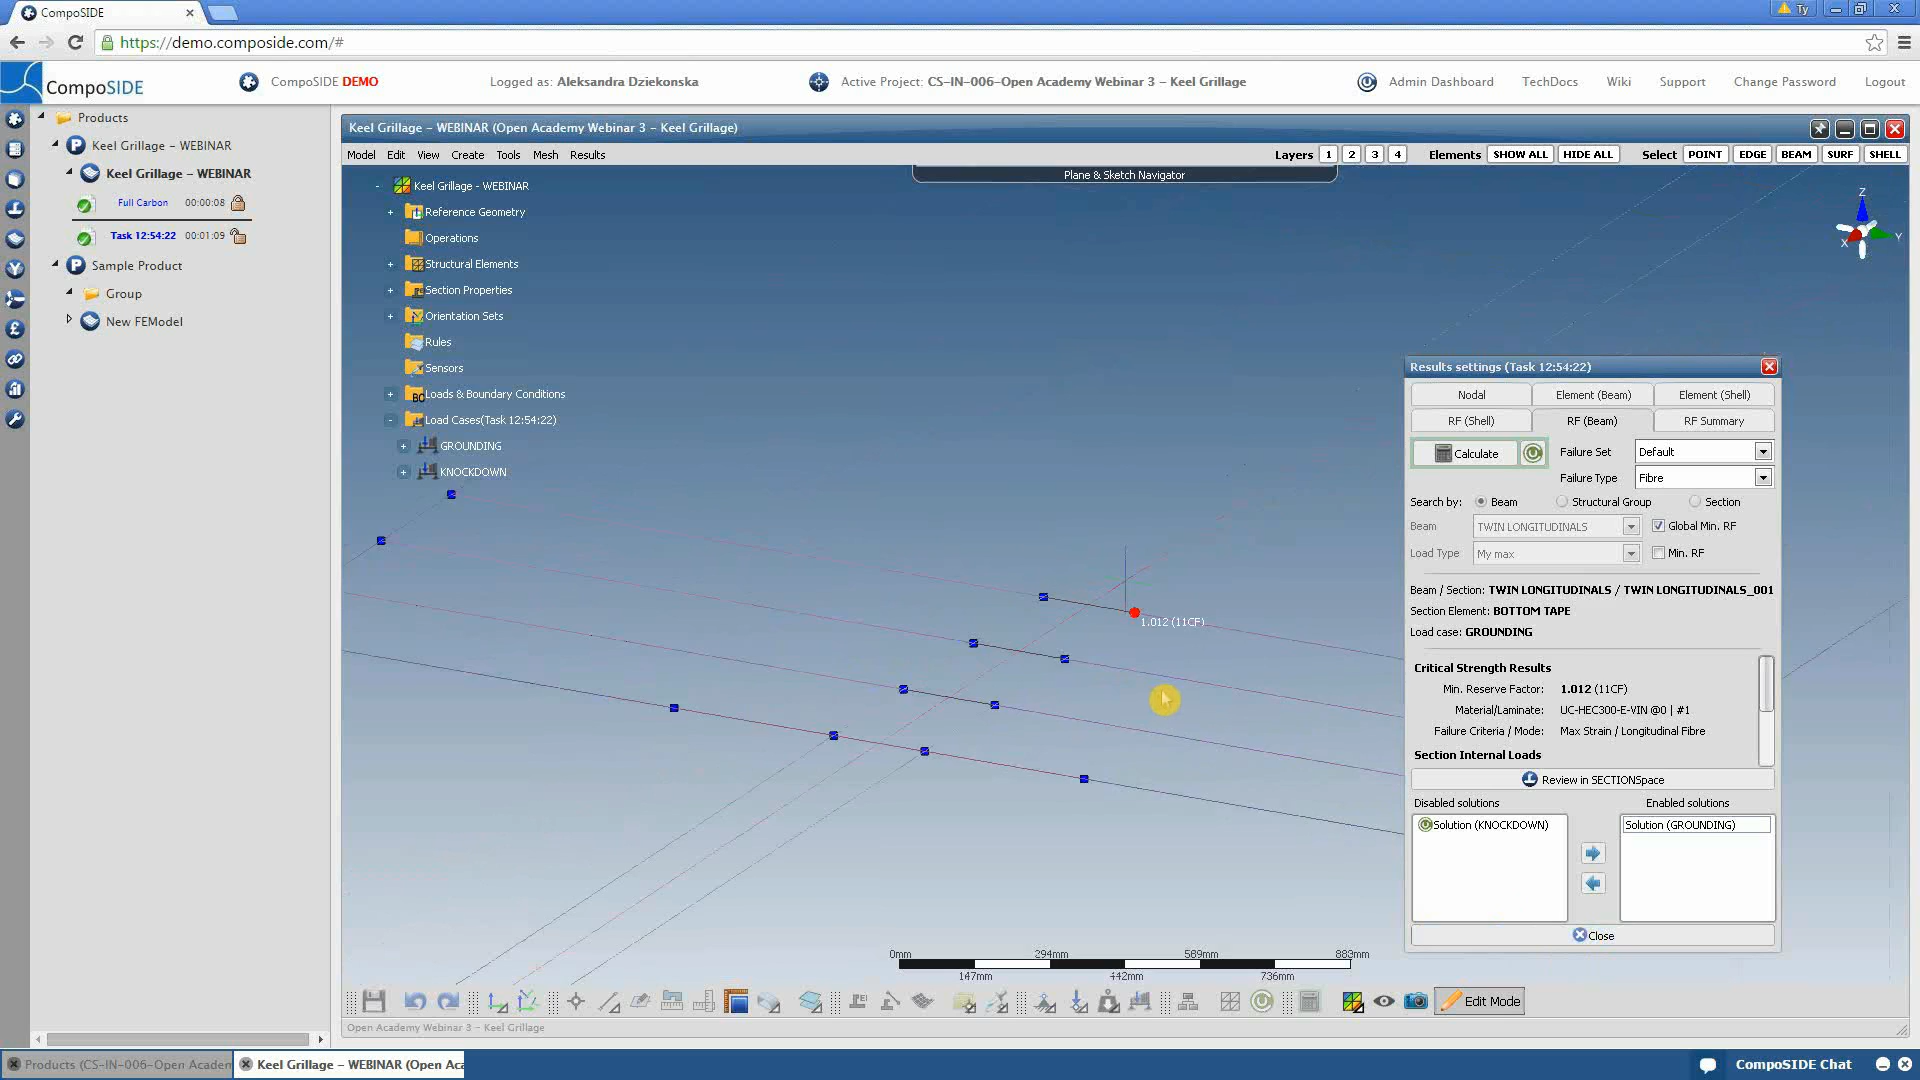 CompoSIDE
Ty
https://demo.composide.com/#
CompoSIDE
CompoSIDE DEMO
Logged as: Aleksandra Dziekonska
Active Project: CS-IN-006-Open Academy Webinar 3 – Keel Grillage
Admin Dashboard
TechDocs
Wiki
Support
Change Password
Logout
Products
Keel Grillage – WEBINAR
Keel Grillage – WEBINAR
Full Carbon 00:00:08
Task 12:54:22 00:01:09
Sample Product
Group
New FEModel
Keel Grillage – WEBINAR (Open Academy Webinar 3 – Keel Grillage)
Model Edit View Create Tools Mesh Results
Layers 1 2 3 4 Elements SHOW ALL HIDE ALL Select POINT EDGE BEAM SURF SHELL
Plane & Sketch Navigator
Keel Grillage - WEBINAR
Reference Geometry
Operations
Structural Elements
Section Properties
Orientation Sets
Rules
Sensors
Loads & Boundary Conditions
Load Cases(Task 12:54:22)
GROUNDING
KNOCKDOWN
Z
Y
X
1.012 (11CF)
Results settings (Task 12:54:22)
Nodal Element (Beam) Element (Shell)
RF (Shell) RF (Beam) RF Summary
Calculate Failure Set Default
Failure Type Fibre
Search by: Beam Structural Group Section
Beam TWIN LONGITUDINALS Global Min. RF
Load Type My max Min. RF
Beam / Section: TWIN LONGITUDINALS / TWIN LONGITUDINALS_001
Section Element: BOTTOM TAPE
Load case: GROUNDING
Critical Strength Results
Min. Reserve Factor: 1.012 (11CF)
Material/Laminate: UC-HEC300-E-VIN @0 | #1
Failure Criteria / Mode: Max Strain / Longitudinal Fibre
Section Internal Loads
Review in SECTIONSpace
Disabled solutions Enabled solutions
Solution (KNOCKDOWN) Solution (GROUNDING)
Close
0mm 294mm 589mm 883mm
147mm 442mm 736mm
Edit Mode
Open Academy Webinar 3 – Keel Grillage
Products (CS-IN-006-Open Academ
Keel Grillage – WEBINAR (Open Aca
CompoSIDE Chat